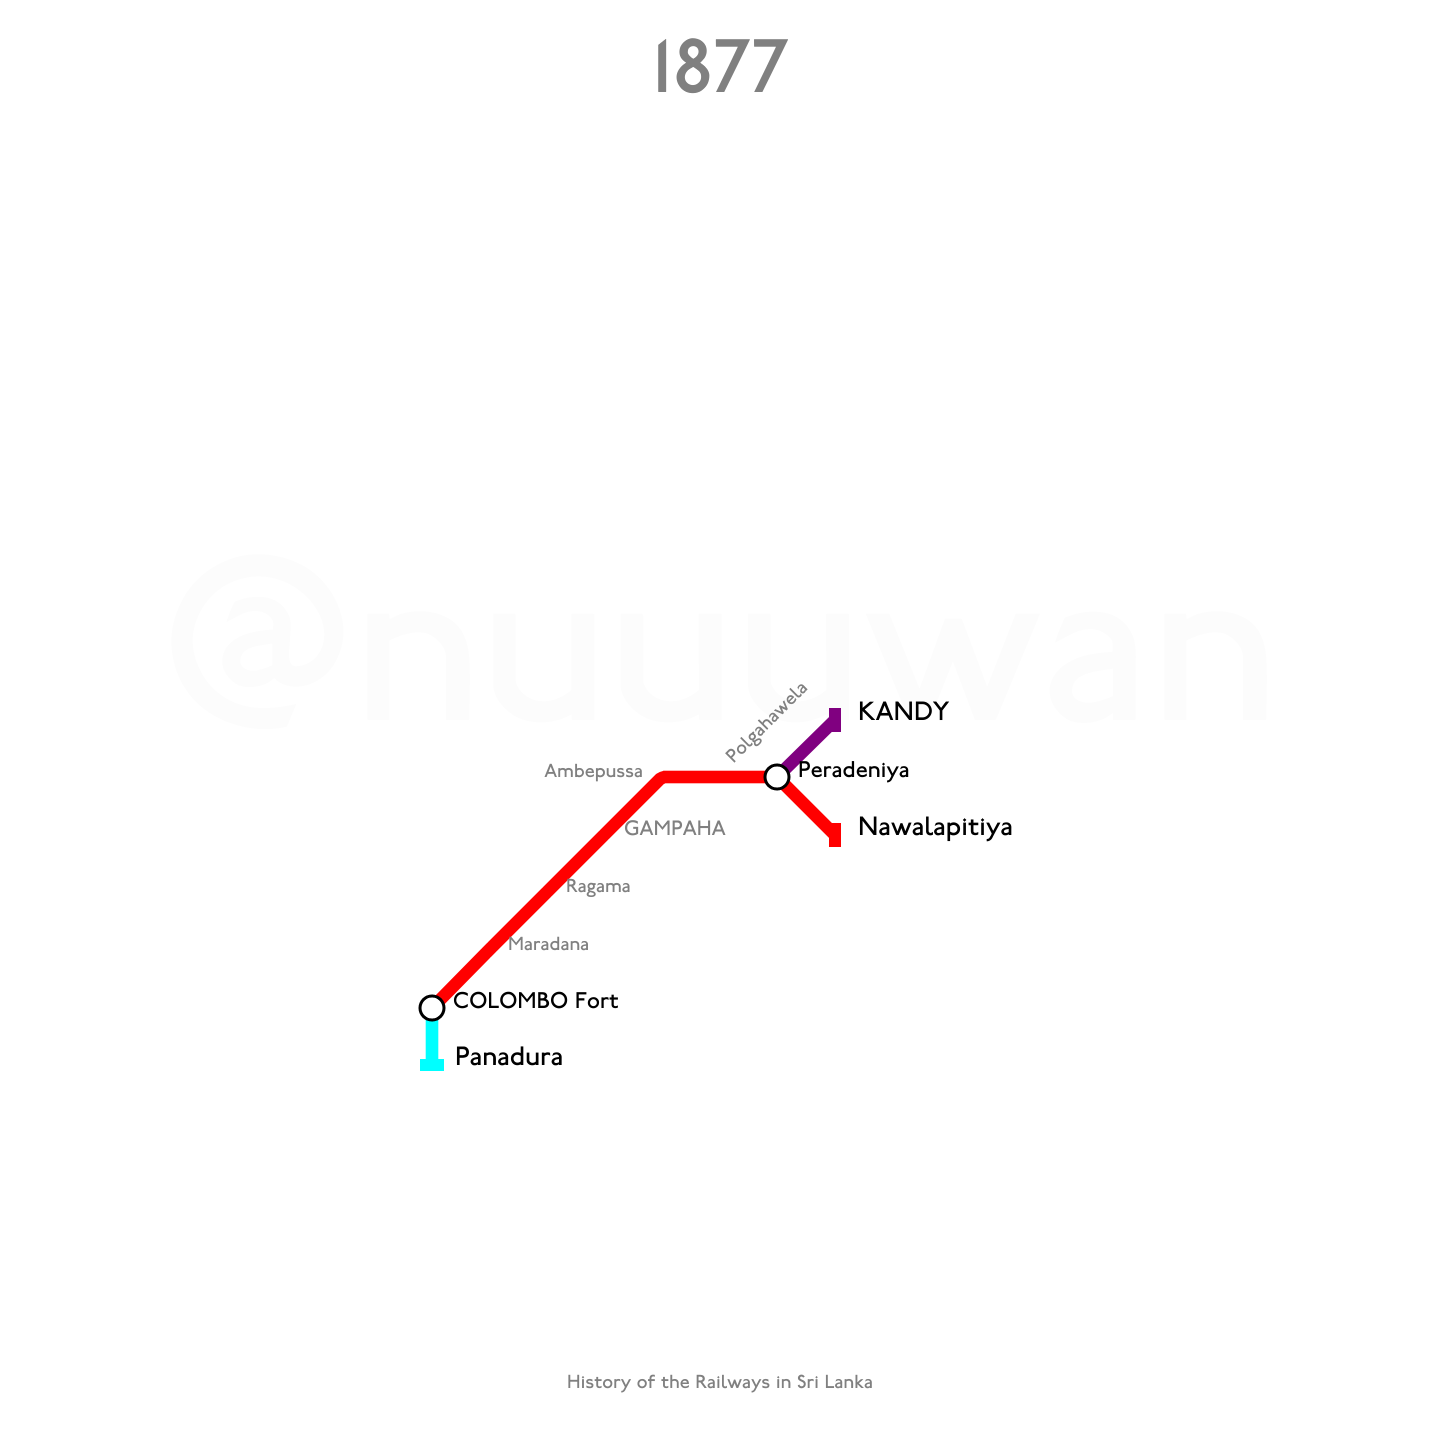 1877
@nuuuwan
Polgahawela
KANDY
Ambepussa
Peradeniya
GAMPAHA
Nawalapitiya
Ragama
Maradana
COLOMBO Fort
Panadura
History of the Railways in Sri Lanka